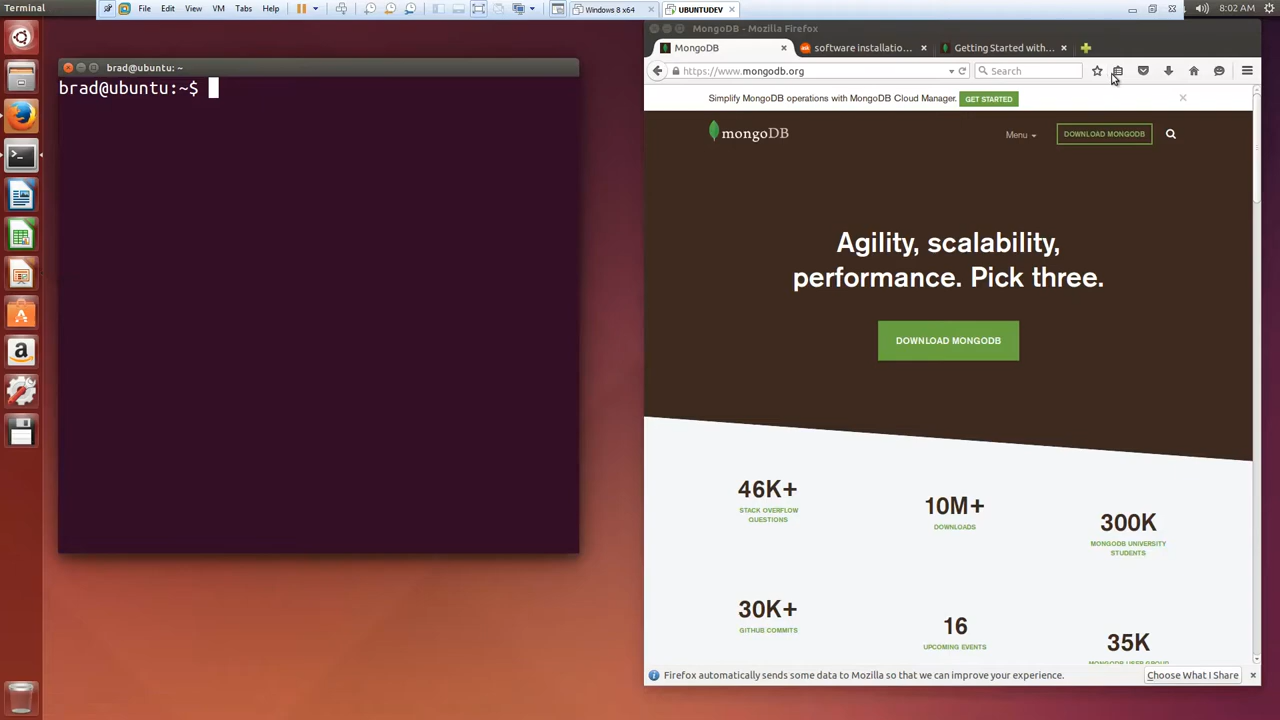 Terminal
File Edit View VM Tabs Help
Windows 8 x64
UBUNTUDEV
8:02 AM
brad@ubuntu: ~
brad@ubuntu:~$
MongoDB - Mozilla Firefox
MongoDB
software installatio...
Getting Started with...
https://www.mongodb.org
Search
Simplify MongoDB operations with MongoDB Cloud Manager. GET STARTED
mongoDB
Menu
DOWNLOAD MONGODB
Agility, scalability,
performance. Pick three.
DOWNLOAD MONGODB
46K+
STACK OVERFLOW
QUESTIONS
10M+
DOWNLOADS
300K
MONGODB UNIVERSITY
STUDENTS
30K+
GITHUB COMMITS
16
UPCOMING EVENTS
35K
MONGODB USER GROUP
Firefox automatically sends some data to Mozilla so that we can improve your experience.
Choose What I Share